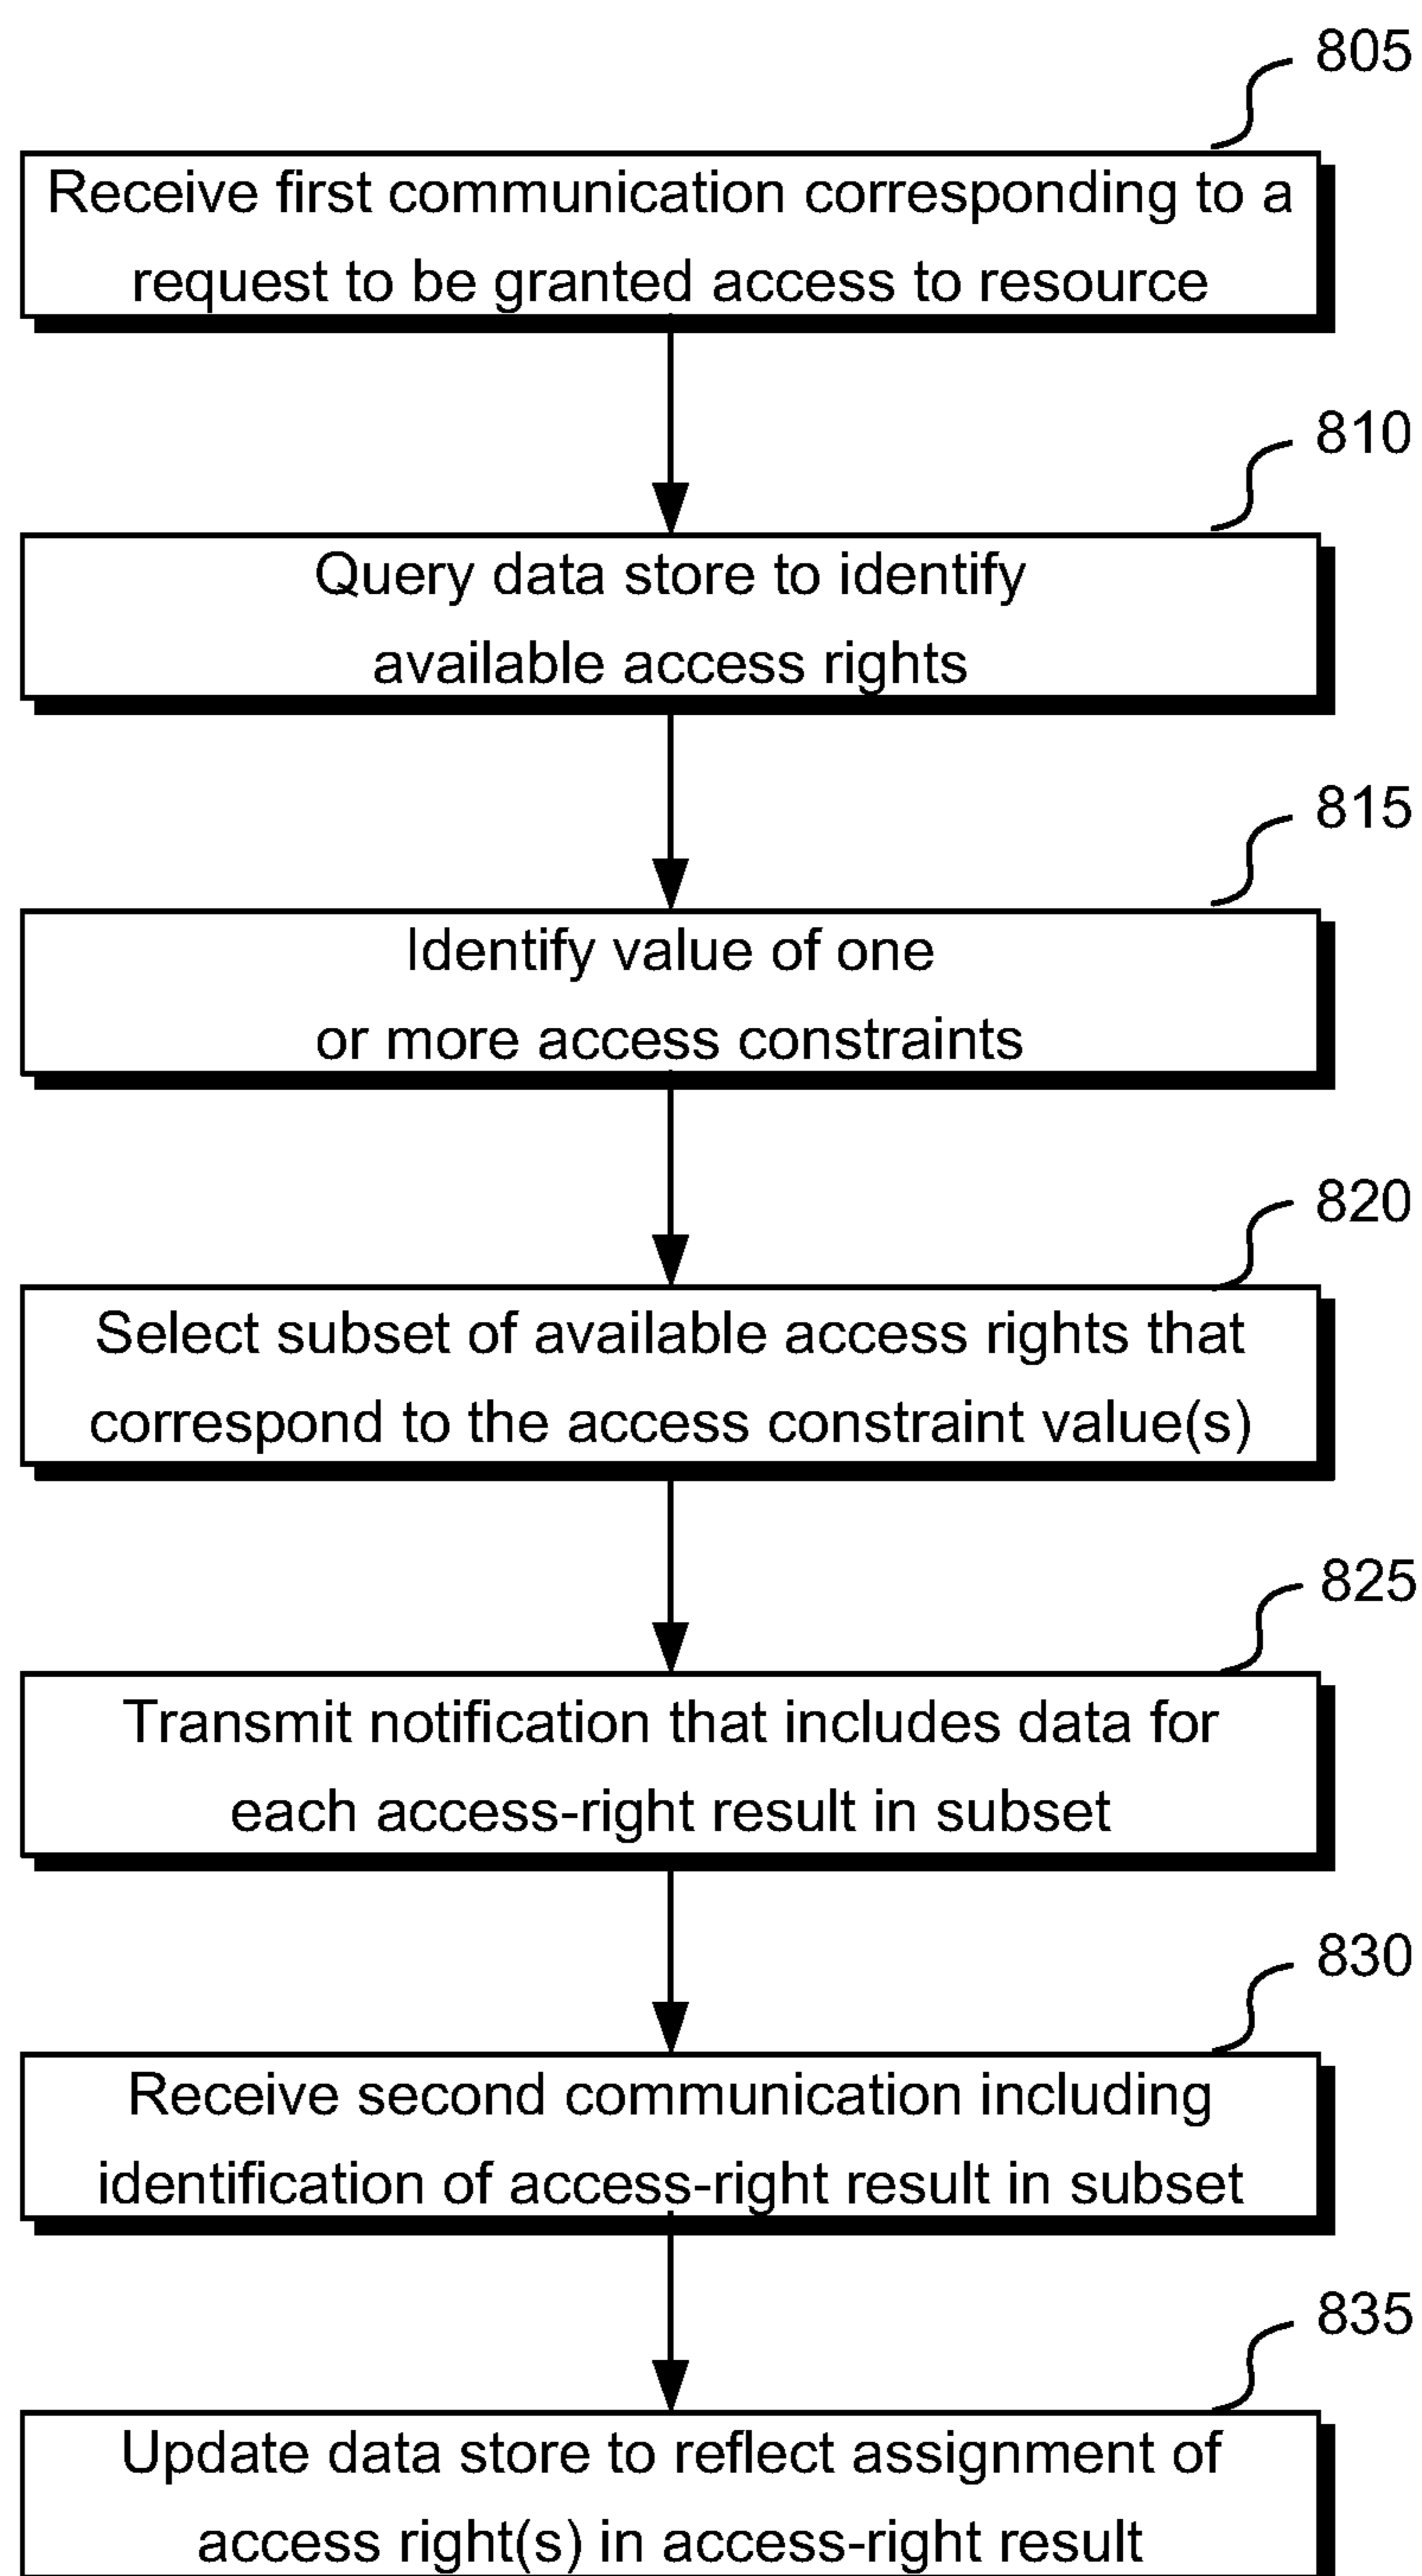 805
Receive first communication corresponding to a
request to be granted access to resource
810
Query data store to identify
available access rights
815
Identify value of one
or more access constraints
820
Select subset of available access rights that
correspond to the access constraint value(s)
825
Transmit notification that includes data for
each access-right result in subset
830
Receive second communication including
identification of access-right result in subset
835
Update data store to reflect assignment of
access right(s) in access-right result